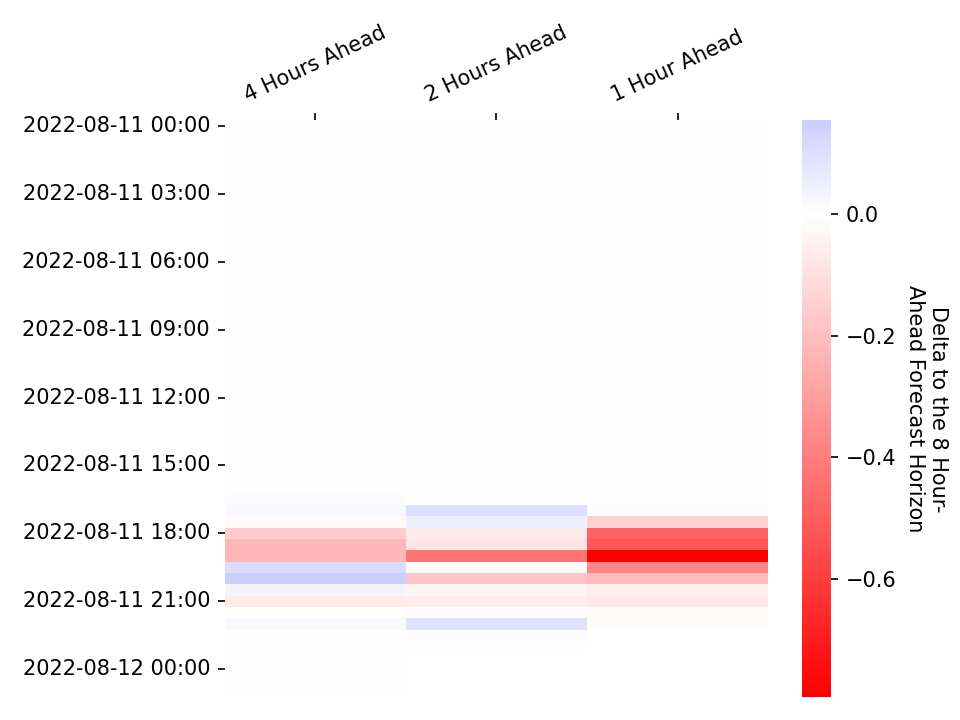 4 Hours Ahead
2 Hours Ahead
1 Hour Ahead
2022-08-11 00:00
2022-08-11 03:00
2022-08-11 06:00
2022-08-11 09:00
2022-08-11 12:00
2022-08-11 15:00
2022-08-11 18:00
2022-08-11 21:00
2022-08-12 00:00
0.0
−0.2
−0.4
−0.6
Delta to the 8 Hour-
Ahead Forecast Horizon